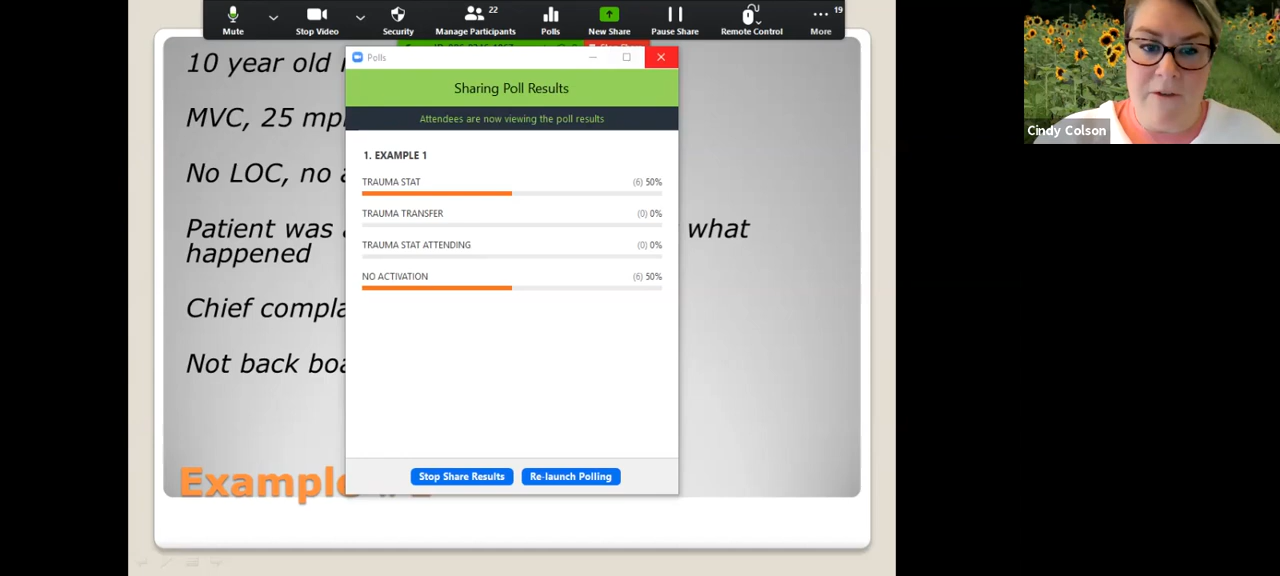 22
19
Mute
Stop Video
Security
Manage Participants
Polls
New Share
Pause Share
Remote Control
More
Polls
Sharing Poll Results
Attendees are now viewing the poll results
1. EXAMPLE 1
TRAUMA STAT (6) 50%
TRAUMA TRANSFER (0) 0%
TRAUMA STAT ATTENDING (0) 0%
NO ACTIVATION (6) 50%
Stop Share Results
Re-launch Polling
10 year old
MVC, 25
No LOC, no
Patient was what
happened
Chief
Not back
Example
Cindy Colson